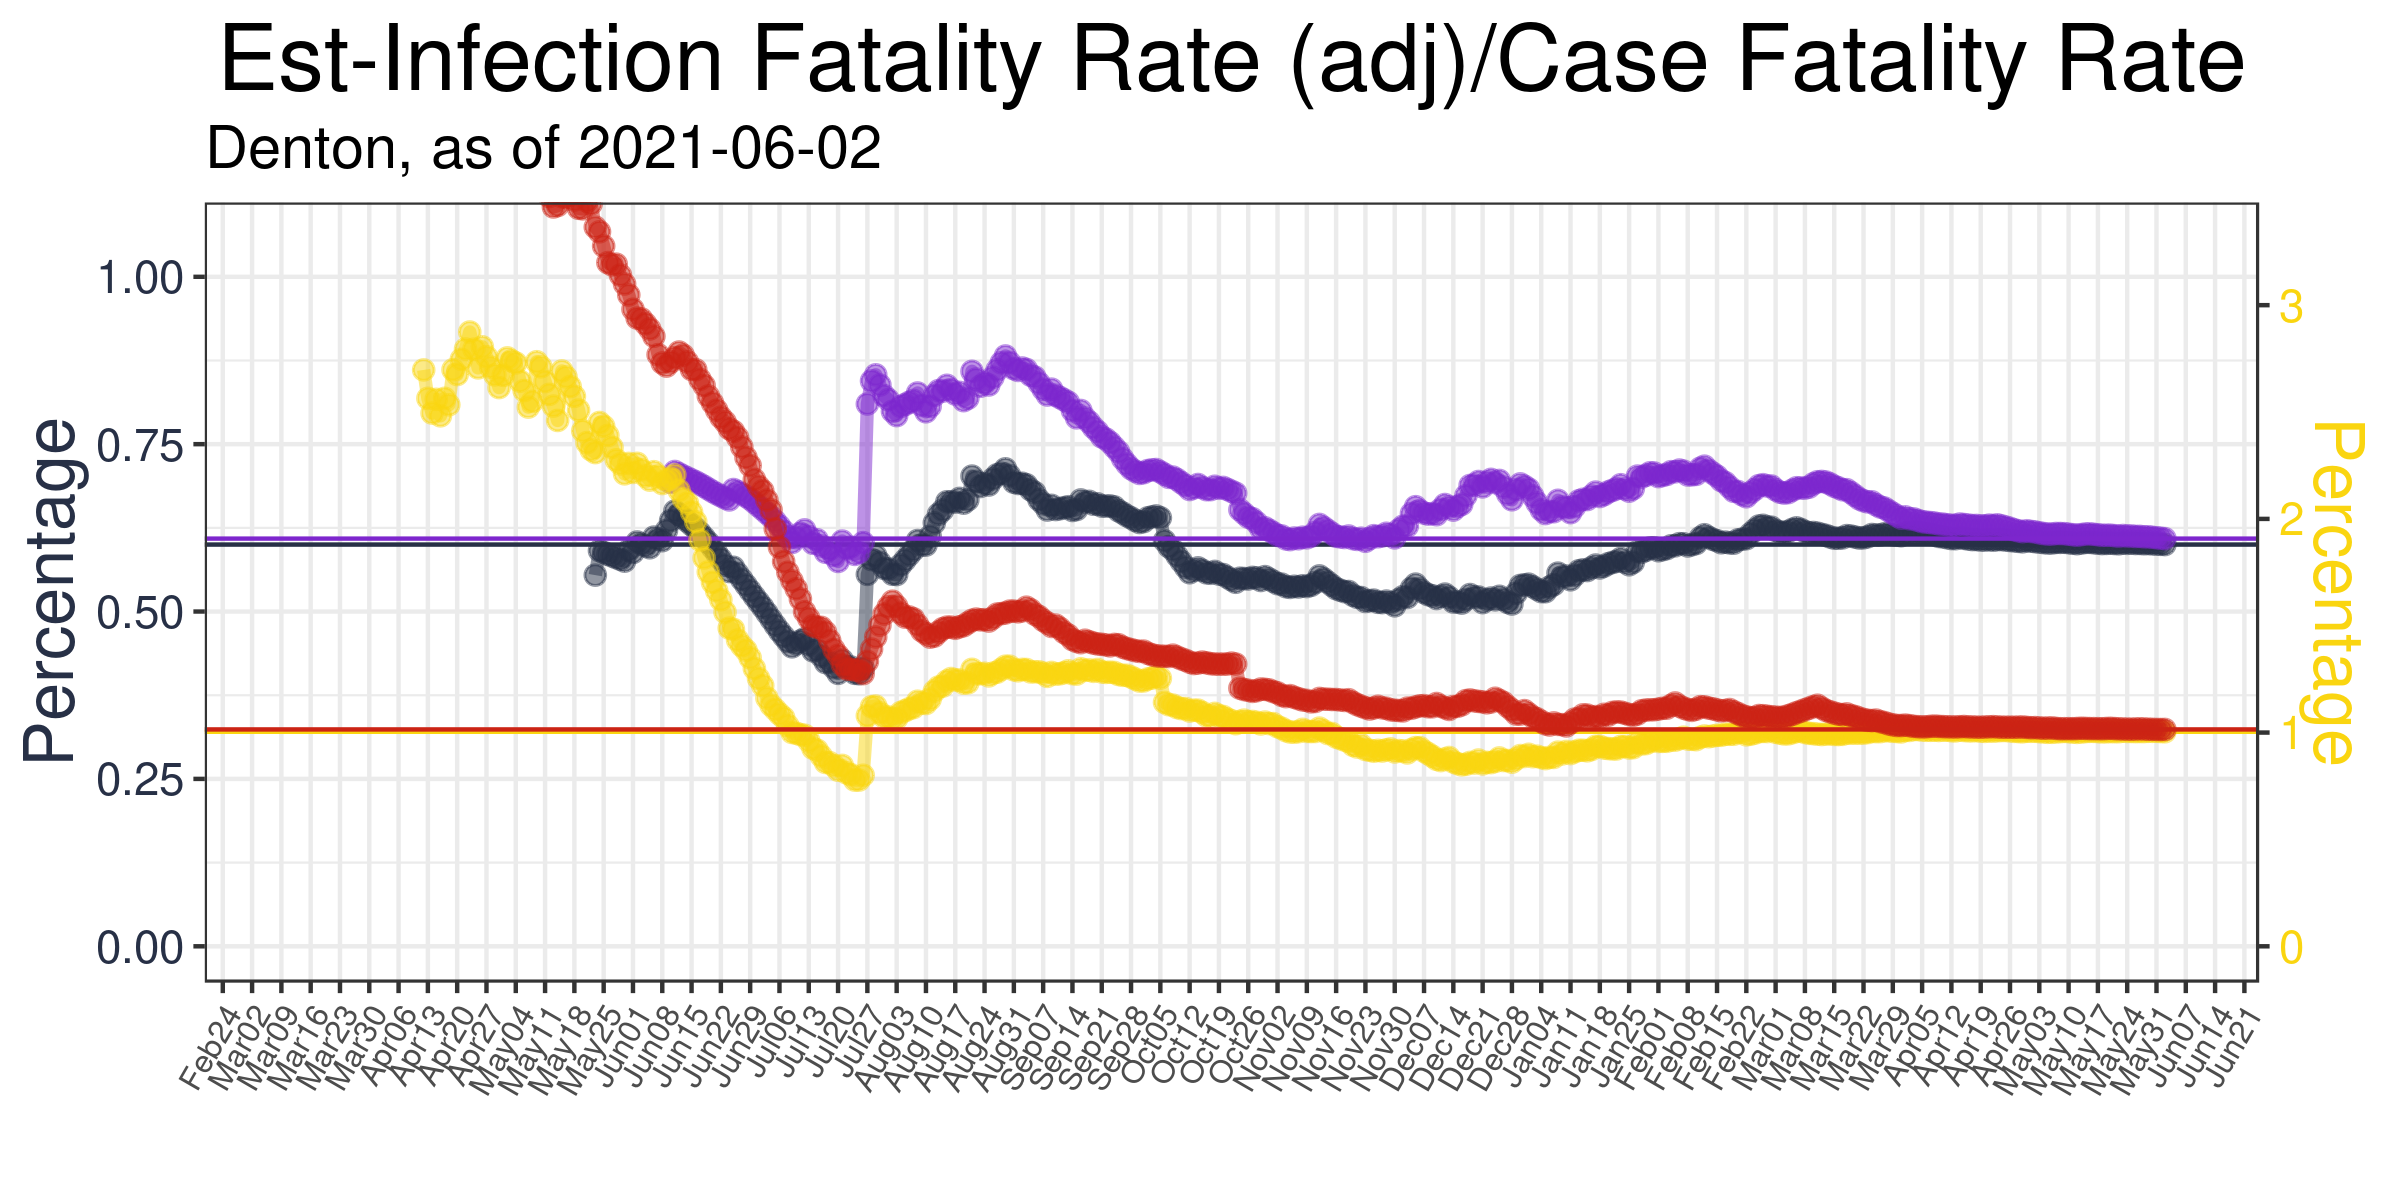 Est-Infection Fatality Rate (adj)/Case Fatality Rate
Denton, as of 2021-06-02
Percentage
1.00
0.75
0.50
0.25
0.00
3
2
1
0
Percentage
Feb24
Mar02
Mar09
Mar16
Mar23
Mar30
Apr06
Apr13
Apr20
Apr27
May04
May11
May18
May25
Jun01
Jun08
Jun15
Jun22
Jun29
Jul06
Jul13
Jul20
Jul27
Aug03
Aug10
Aug17
Aug24
Aug31
Sep07
Sep14
Sep21
Sep28
Oct05
Oct12
Oct19
Oct26
Nov02
Nov09
Nov16
Nov23
Nov30
Dec07
Dec14
Dec21
Dec28
Jan04
Jan11
Jan18
Jan25
Feb01
Feb08
Feb15
Feb22
Mar01
Mar08
Mar15
Mar22
Mar29
Apr05
Apr12
Apr19
Apr26
May03
May10
May17
May24
May31
Jun07
Jun14
Jun21